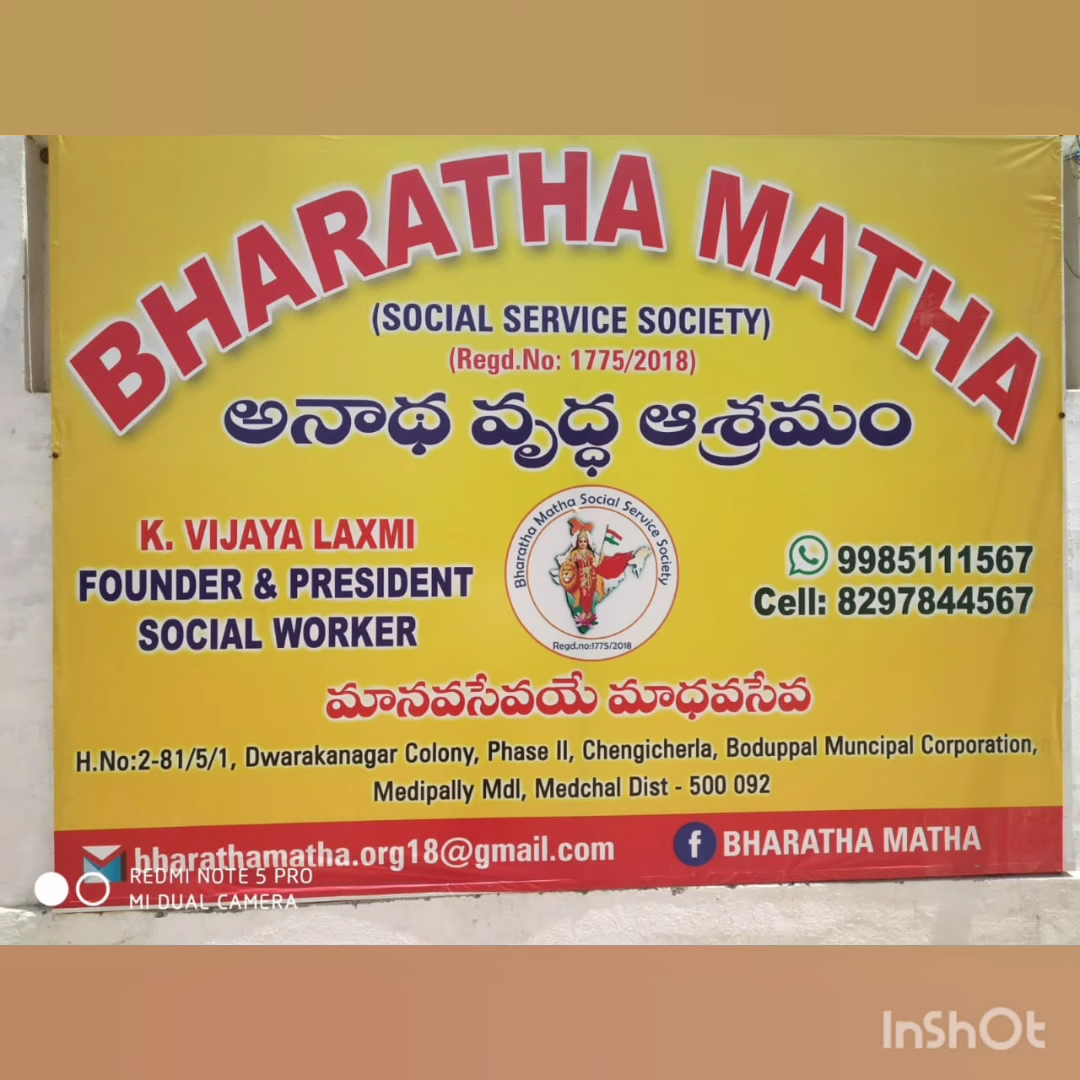 BHARATHA MATHA
(SOCIAL SERVICE SOCIETY)
(Regd.No: 1775/2018)
అనాథ వృద్ధ ఆశ్రమం
K. VIJAYA LAXMI
FOUNDER & PRESIDENT
SOCIAL WORKER
Bharatha Matha Social Service Society
Regd.no:1775/2018
9985111567
Cell: 8297844567
మానవసేవయే మాధవసేవ
H.No:2-81/5/1, Dwarakanagar Colony, Phase II, Chengicherla, Boduppal Muncipal Corporation,
Medipally Mdl, Medchal Dist - 500 092
bharathamatha.org18@gmail.com
f BHARATHA MATHA
REDMI NOTE 5 PRO
MI DUAL CAMERA
InShOt